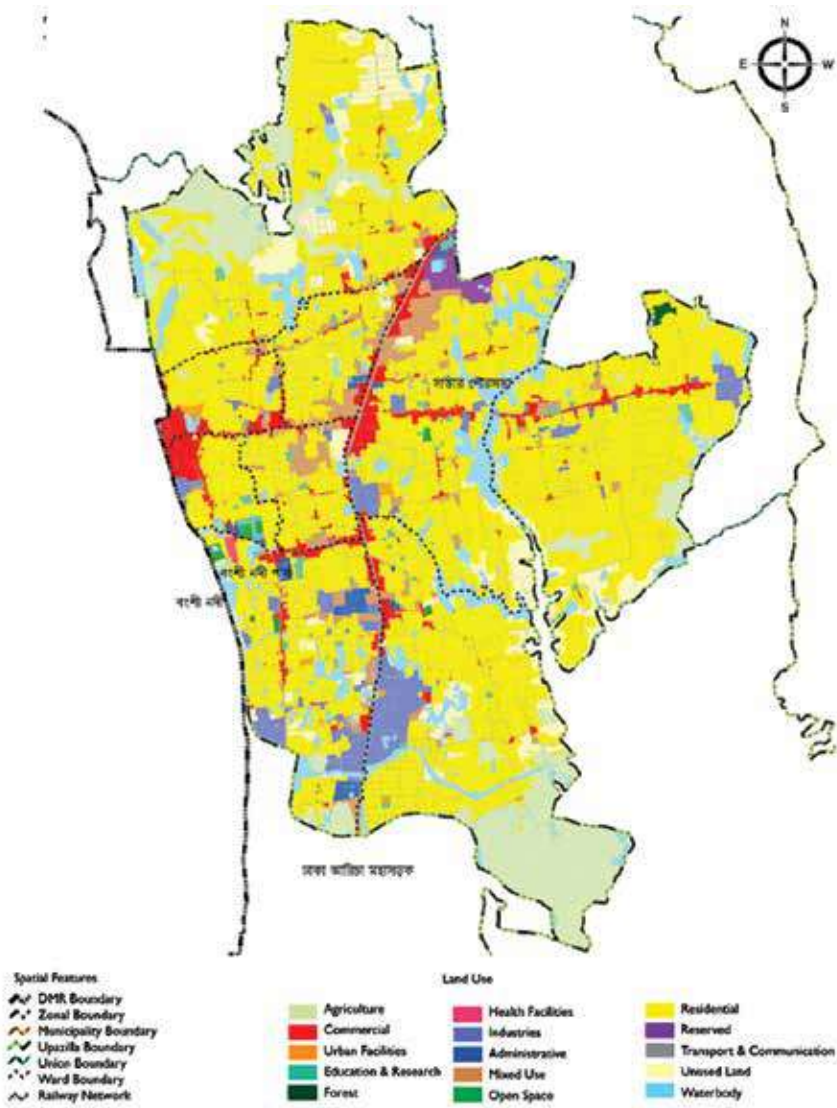 N
E W
S
সাভার পৌরসভা
বংশী নদী
ঢাকা আরিচা মহাসড়ক
Spatial Features
DMR Boundary
Zonal Boundary
Municipality Boundary
Upazilla Boundary
Union Boundary
Ward Boundary
Railway Network
Land Use
Agriculture
Commercial
Urban Facilities
Education & Research
Forest
Health Facilities
Industries
Administrative
Mixed Use
Open Space
Residential
Reserved
Transport & Communication
Unused Land
Waterbody